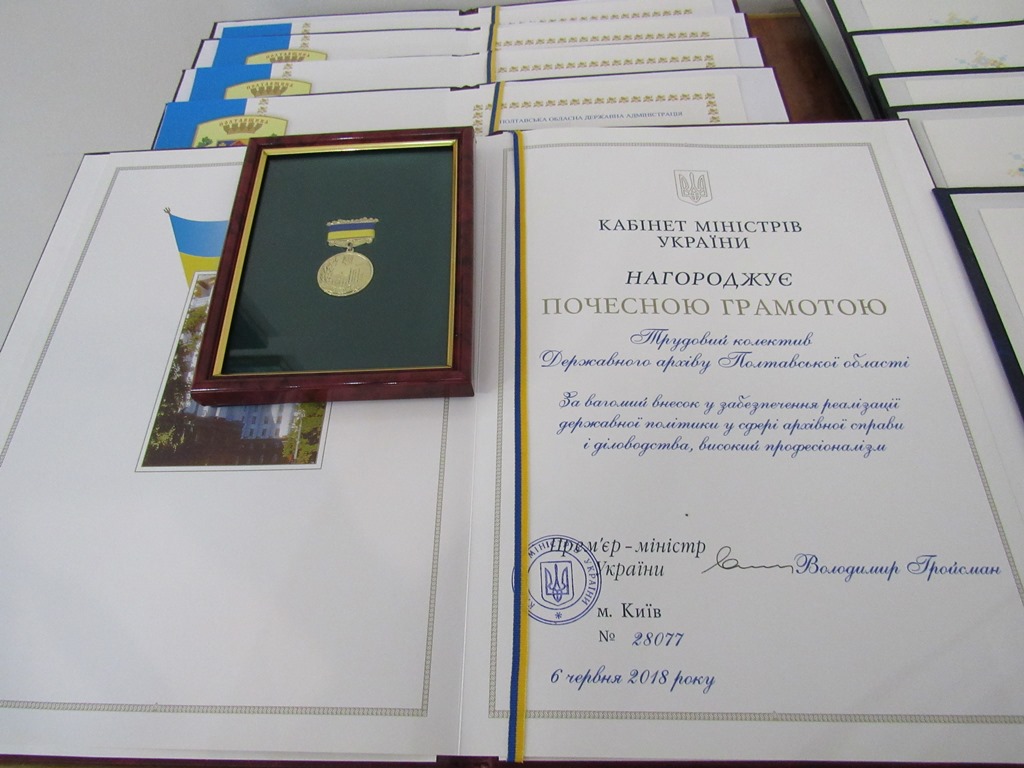 ПОЛТАВСЬКА ОБЛАСНА ДЕРЖАВНА АДМІНІСТРАЦІЯ
КАБІНЕТ МІНІСТРІВ
УКРАЇНИ
НАГОРОДЖУЄ
ПОЧЕСНОЮ ГРАМОТОЮ
Трудовий колектив
Державного архіву Полтавської області
За вагомий внесок у забезпечення реалізації
державної політики у сфері архівної справи
і діловодства, високий професіоналізм
Прем'єр-міністр
України
Володимир Гройсман
м. Київ
№ 28077
6 червня 2018 року